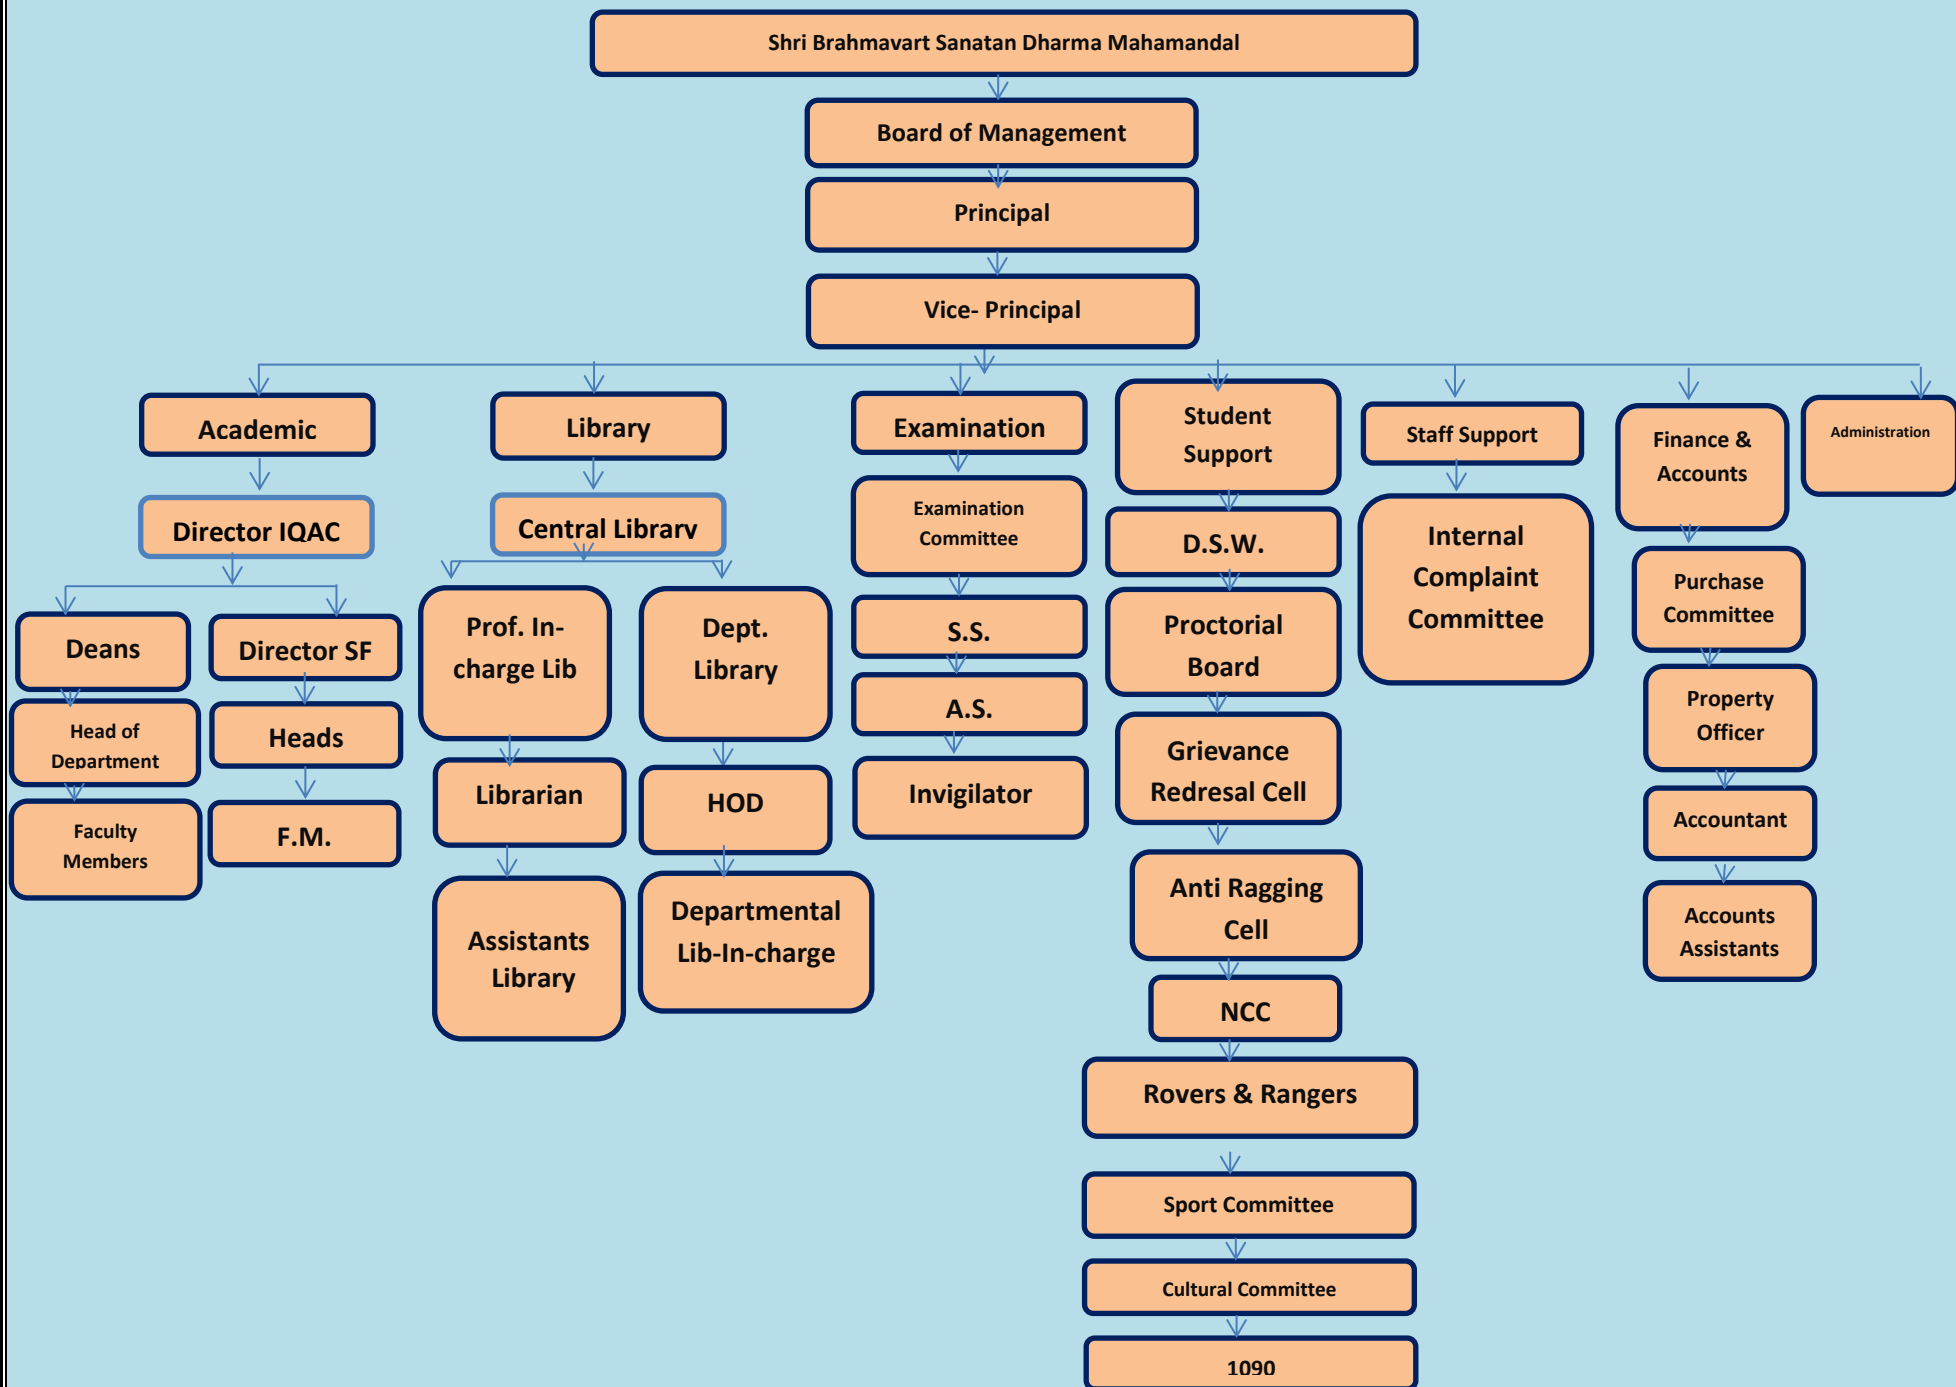 Shri Brahmavart Sanatan Dharma Mahamandal
Board of Management
Principal
Vice- Principal
Academic
Library
Examination
Student
Support
Staff Support
Finance &
Accounts
Administration
Director IQAC
Central Library
Examination
Committee
D.S.W.
Internal
Complaint
Committee
Purchase
Committee
Deans
Director SF
Prof. In-
charge Lib
Dept.
Library
S.S.
Proctorial
Board
Property
Officer
Head of
Department
Heads
A.S.
Grievance
Redresal Cell
Librarian
HOD
Invigilator
Accountant
Faculty
Members
F.M.
Anti Ragging
Cell
Accounts
Assistants
Assistants
Library
Departmental
Lib-In-charge
NCC
Rovers & Rangers
Sport Committee
Cultural Committee
1090